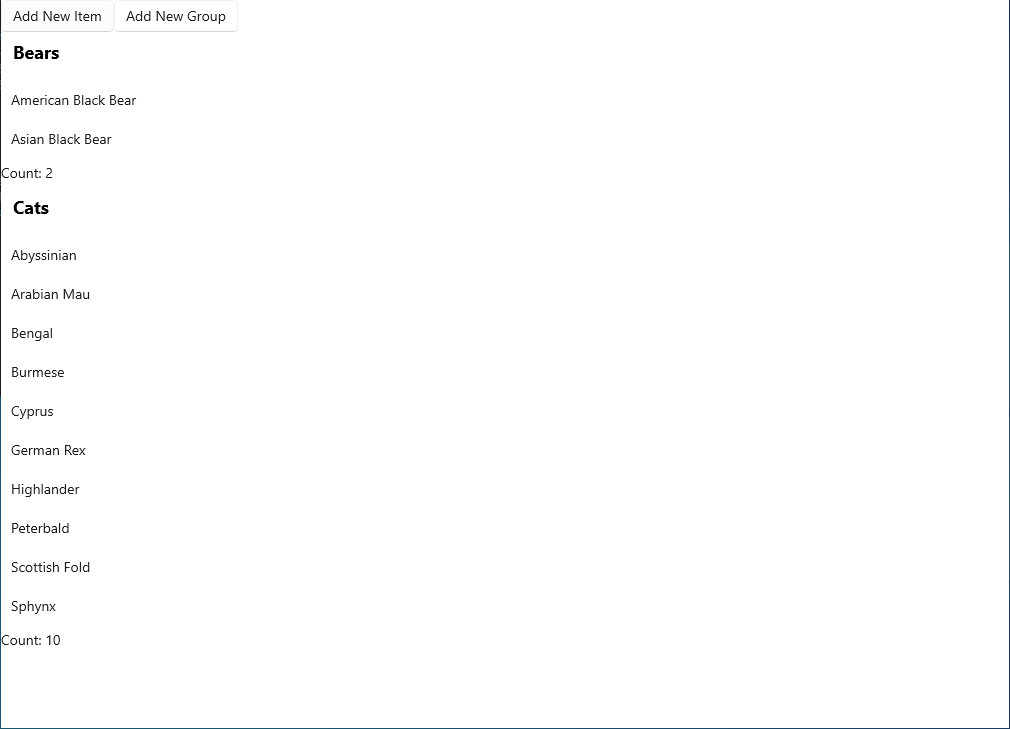 Add New Item Add New Group
Bears
American Black Bear
Asian Black Bear
Count: 2
Cats
Abyssinian
Arabian Mau
Bengal
Burmese
Cyprus
German Rex
Highlander
Peterbald
Scottish Fold
Sphynx
Count: 10